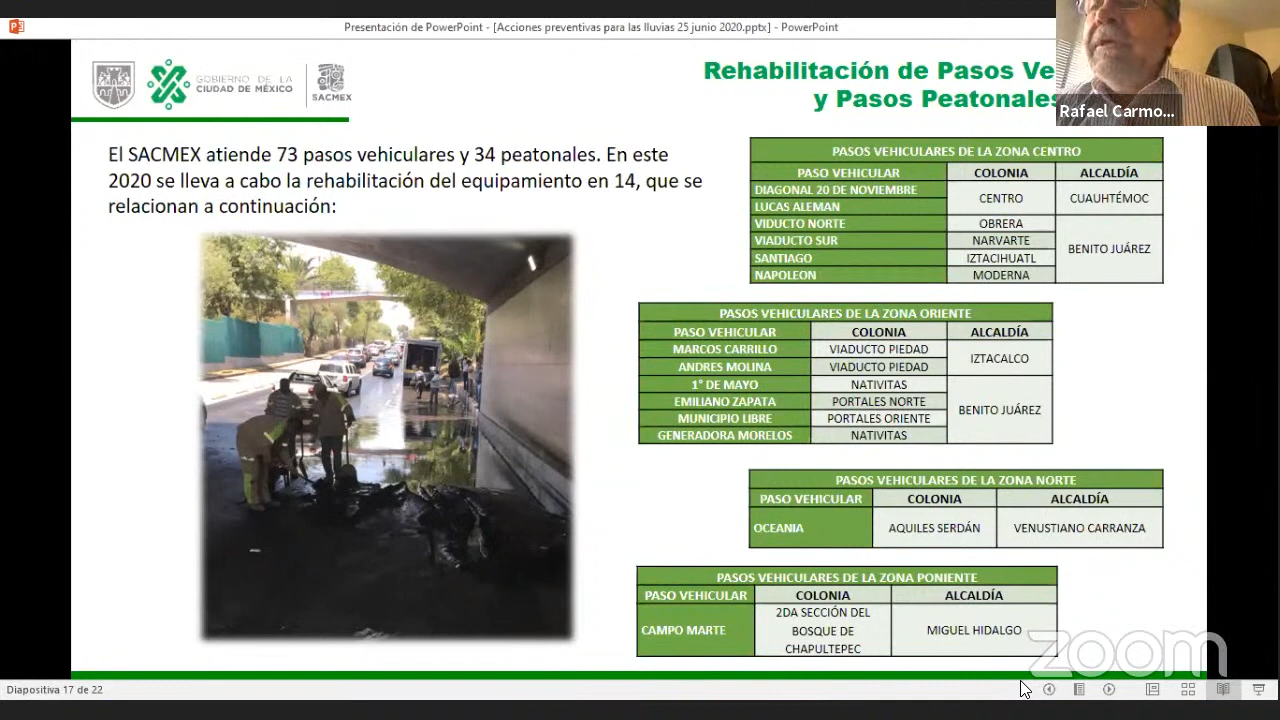 Presentación de PowerPoint - [Acciones preventivas para las lluvias 25 junio 2020.pptx] - PowerPoint
GOBIERNO DE LA
CIUDAD DE MÉXICO
SACMEX
Rehabilitación de Pasos Ve
y Pasos Peatonales
Rafael Carmo...
El SACMEX atiende 73 pasos vehiculares y 34 peatonales. En este
2020 se lleva a cabo la rehabilitación del equipamiento en 14, que se
relacionan a continuación:
PASOS VEHICULARES DE LA ZONA CENTRO
PASO VEHICULAR COLONIA ALCALDÍA
DIAGONAL 20 DE NOVIEMBRE CENTRO CUAUHTÉMOC
LUCAS ALEMAN
VIDUCTO NORTE OBRERA BENITO JUÁREZ
VIADUCTO SUR NARVARTE
SANTIAGO IZTACIHUATL
NAPOLEON MODERNA
PASOS VEHICULARES DE LA ZONA ORIENTE
PASO VEHICULAR COLONIA ALCALDÍA
MARCOS CARRILLO VIADUCTO PIEDAD IZTACALCO
ANDRES MOLINA VIADUCTO PIEDAD
1° DE MAYO NATIVITAS BENITO JUÁREZ
EMILIANO ZAPATA PORTALES NORTE
MUNICIPIO LIBRE PORTALES ORIENTE
GENERADORA MORELOS NATIVITAS
PASOS VEHICULARES DE LA ZONA NORTE
PASO VEHICULAR COLONIA ALCALDÍA
OCEANIA AQUILES SERDÁN VENUSTIANO CARRANZA
PASOS VEHICULARES DE LA ZONA PONIENTE
PASO VEHICULAR COLONIA ALCALDÍA
CAMPO MARTE 2DA SECCIÓN DEL MIGUEL HIDALGO
BOSQUE DE
CHAPULTEPEC
zoom
Diapositiva 17 de 22